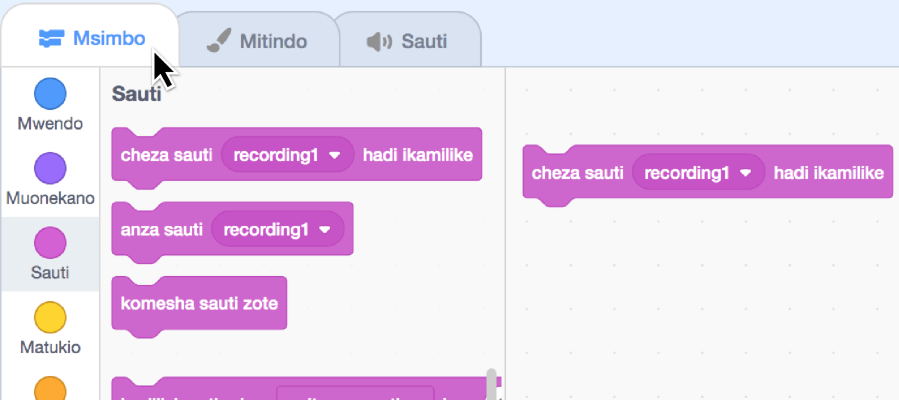 Msimbo
Mitindo
Sauti
Mwendo
Muonekano
Sauti
Matukio
Sauti
cheza sauti recording1 hadi ikamilike
anza sauti recording1
komesha sauti zote
cheza sauti recording1 hadi ikamilike